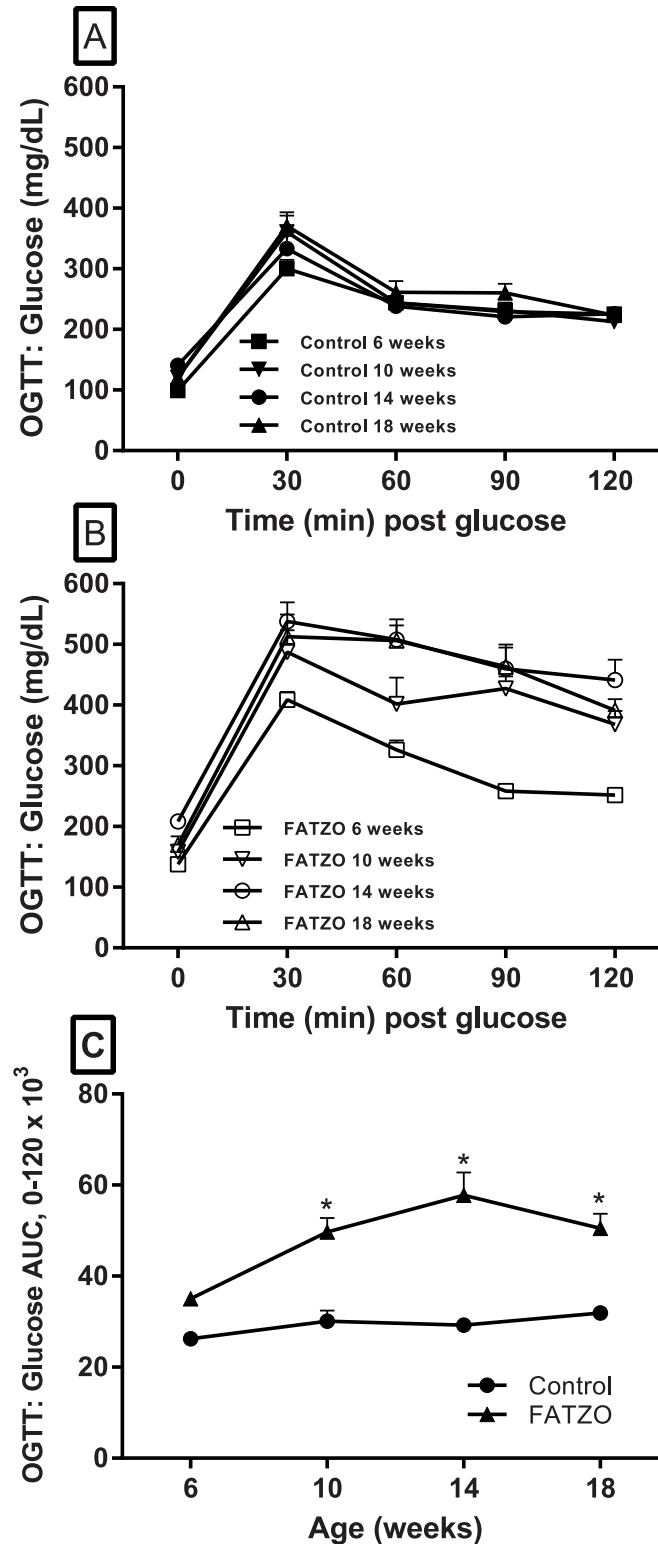 A
OGTT: Glucose (mg/dL)
600
500
400
300
200
100
0
Control 6 weeks
Control 10 weeks
Control 14 weeks
Control 18 weeks
0 30 60 90 120
Time (min) post glucose
B
OGTT: Glucose (mg/dL)
600
500
400
300
200
100
0
FATZO 6 weeks
FATZO 10 weeks
FATZO 14 weeks
FATZO 18 weeks
0 30 60 90 120
Time (min) post glucose
C
OGTT: Glucose AUC, 0-120 x 10³
80
60
40
20
0
* * *
Control
FATZO
6 10 14 18
Age (weeks)